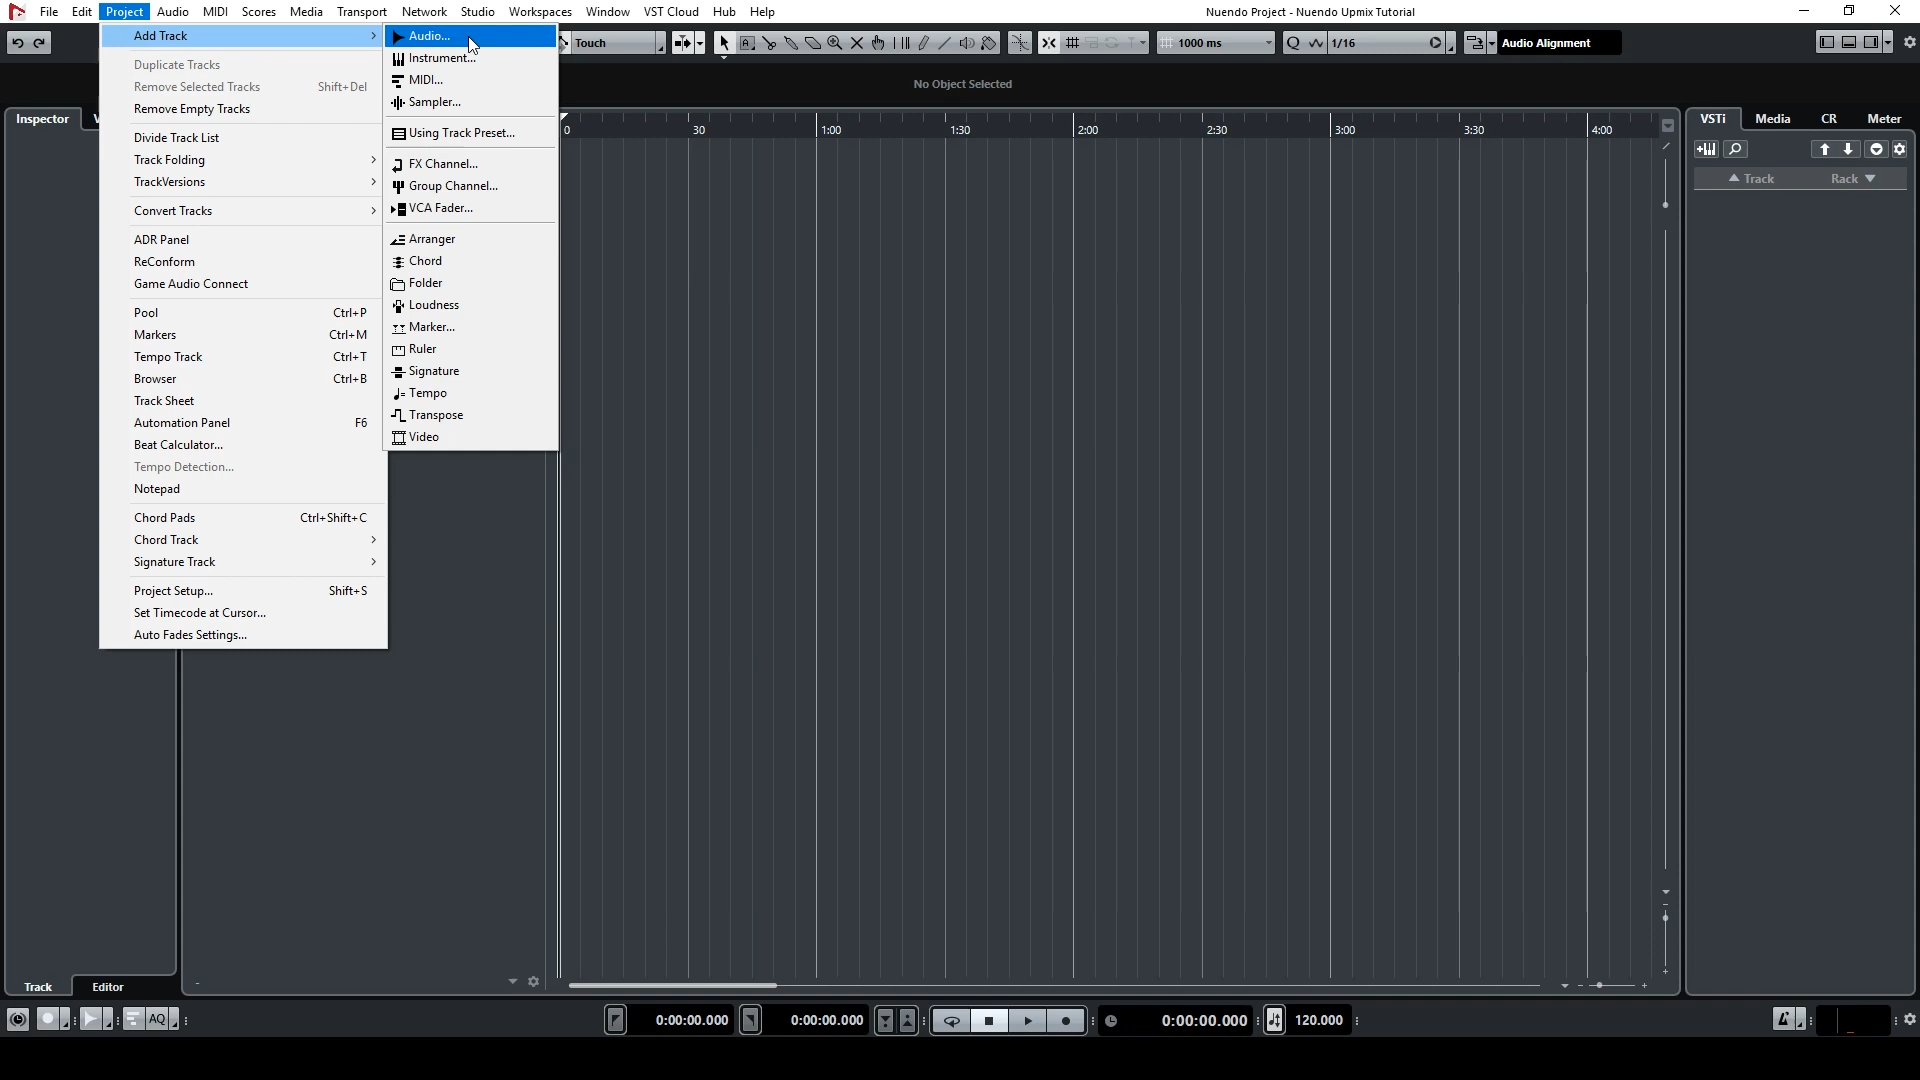 File Edit Project Audio MIDI Scores Media Transport Network Studio Workspaces Window VST Cloud Hub Help Nuendo Project - Nuendo Upmix Tutorial
Touch 1000 ms Q 1/16 Audio Alignment
No Object Selected
Inspector
Add Track
Duplicate Tracks
Remove Selected Tracks Shift+Del
Remove Empty Tracks
Divide Track List
Track Folding
TrackVersions
Convert Tracks
ADR Panel
ReConform
Game Audio Connect
Pool Ctrl+P
Markers Ctrl+M
Tempo Track Ctrl+T
Browser Ctrl+B
Track Sheet
Automation Panel F6
Beat Calculator...
Tempo Detection...
Notepad
Chord Pads Ctrl+Shift+C
Chord Track
Signature Track
Project Setup... Shift+S
Set Timecode at Cursor...
Auto Fades Settings...
Audio...
Instrument...
MIDI...
Sampler...
Using Track Preset...
FX Channel...
Group Channel...
VCA Fader...
Arranger
Chord
Folder
Loudness
Marker...
Ruler
Signature
Tempo
Transpose
Video
0 30 1:00 1:30 2:00 2:30 3:00 3:30 4:00
VSTi Media CR Meter
Track Rack
Track Editor
AQ 0:00:00.000 0:00:00.000 0:00:00.000 120.000